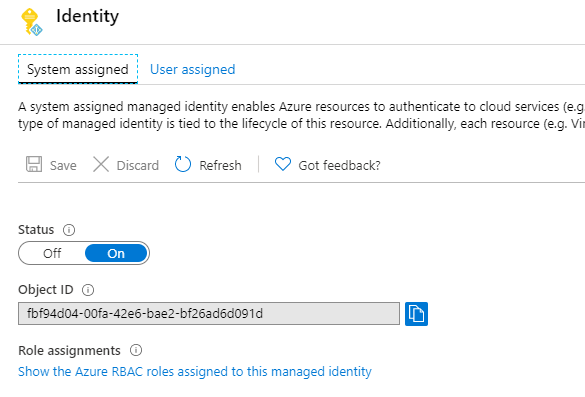 Identity
System assigned User assigned
A system assigned managed identity enables Azure resources to authenticate to cloud services (e.g.
type of managed identity is tied to the lifecycle of this resource. Additionally, each resource (e.g. Vir
Save Discard Refresh Got feedback?
Status
Off On
Object ID
fbf94d04-00fa-42e6-bae2-bf26ad6d091d
Role assignments
Show the Azure RBAC roles assigned to this managed identity